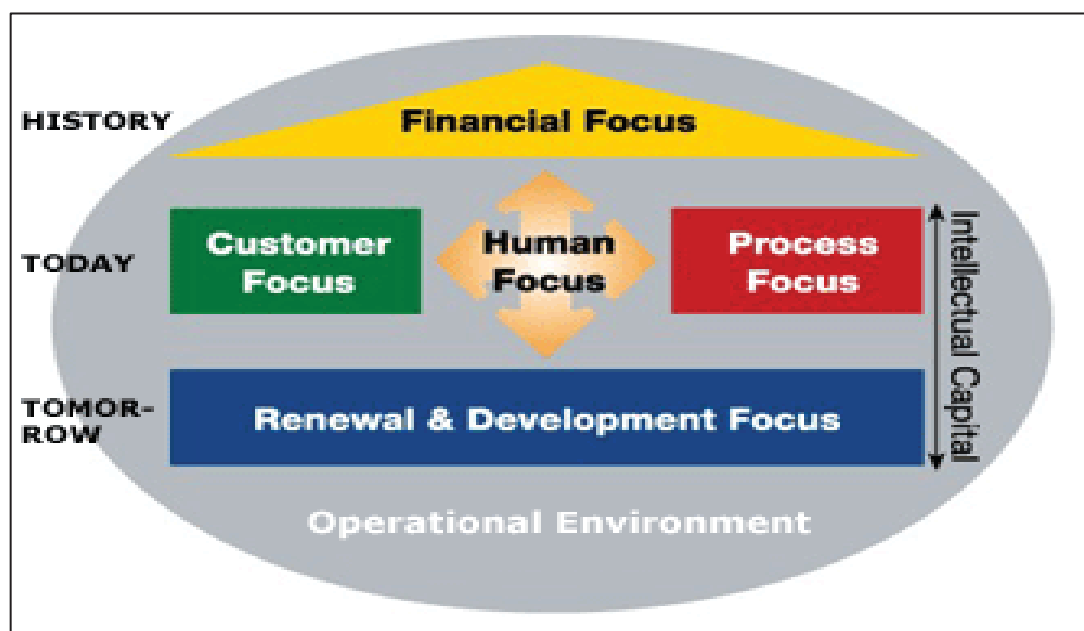 HISTORY
Financial Focus
TODAY
Customer
Focus
Human
Focus
Process
Focus
Intellectual Capital
TOMOR-
ROW
Renewal & Development Focus
Operational Environment